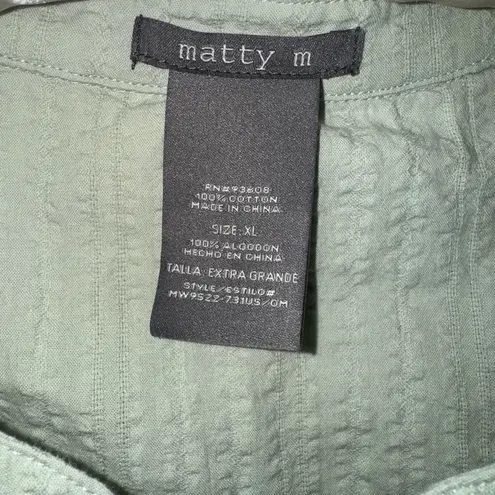 matty m
RN#93608
100% COTTON
MADE IN CHINA
SIZE: XL
100% ALGODON
HECHO EN CHINA
TALLA: EXTRA GRANDE
STYLE/ESTILO#
MW9522-731US/OM